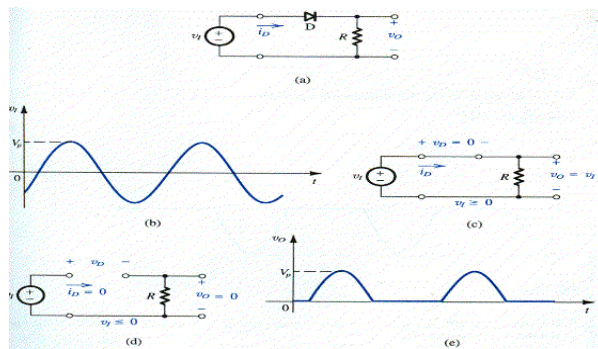 v_I
+
−
i_D
D
R
+
v_O
−
(a)
v_I
V_p
0
t
(b)
+ v_D = 0 −
v_I
+
−
i_D
R
+
v_O = v_I
−
v_I ≥ 0
(c)
+ v_D −
+
−
i_D = 0
R
+
v_O = 0
−
v_I ≤ 0
(d)
v_O
V_p
0
t
(e)